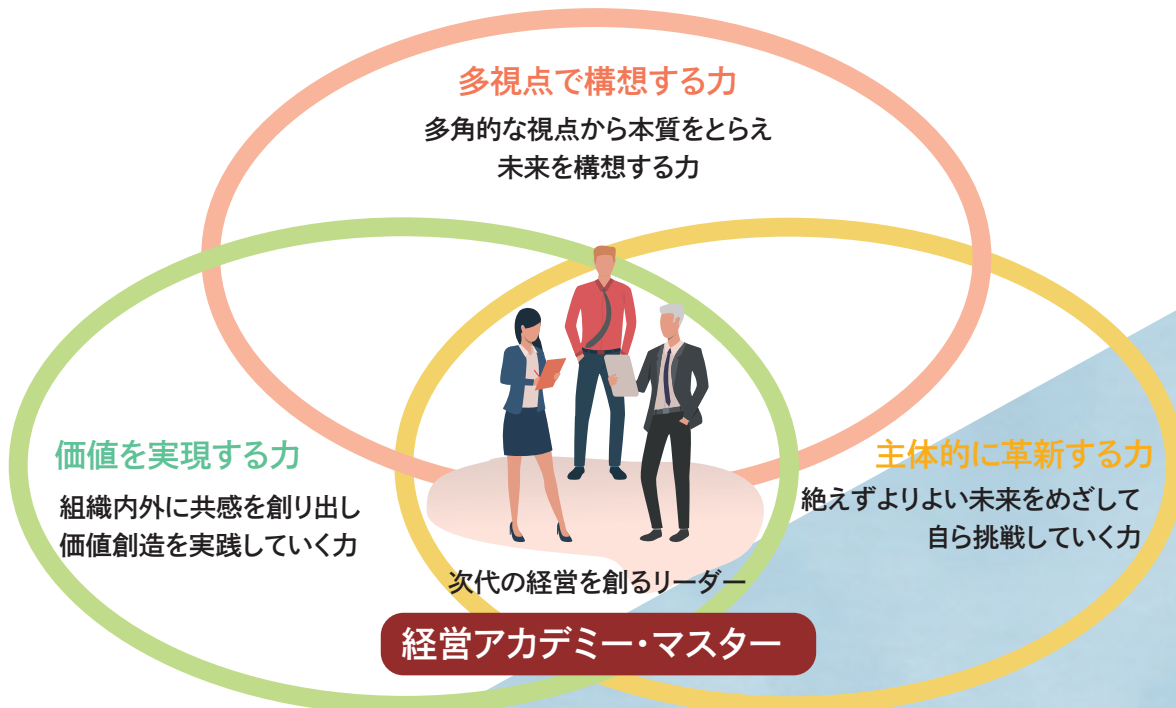 多視点で構想する力
多角的な視点から本質をとらえ
未来を構想する力
価値を実現する力
組織内外に共感を創り出し
価値創造を実践していく力
主体的に革新する力
絶えずよりよい未来をめざして
自ら挑戦していく力
次代の経営を創るリーダー
経営アカデミー・マスター